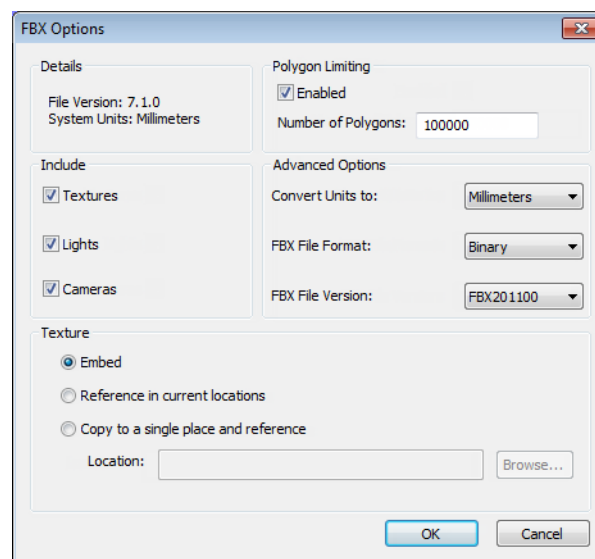 FBX Options
Details
File Version: 7.1.0
System Units: Millimeters
Polygon Limiting
Enabled
Number of Polygons: 100000
Include
Textures
Lights
Cameras
Advanced Options
Convert Units to: Millimeters
FBX File Format: Binary
FBX File Version: FBX201100
Texture
Embed
Reference in current locations
Copy to a single place and reference
Location: Browse...
OK Cancel